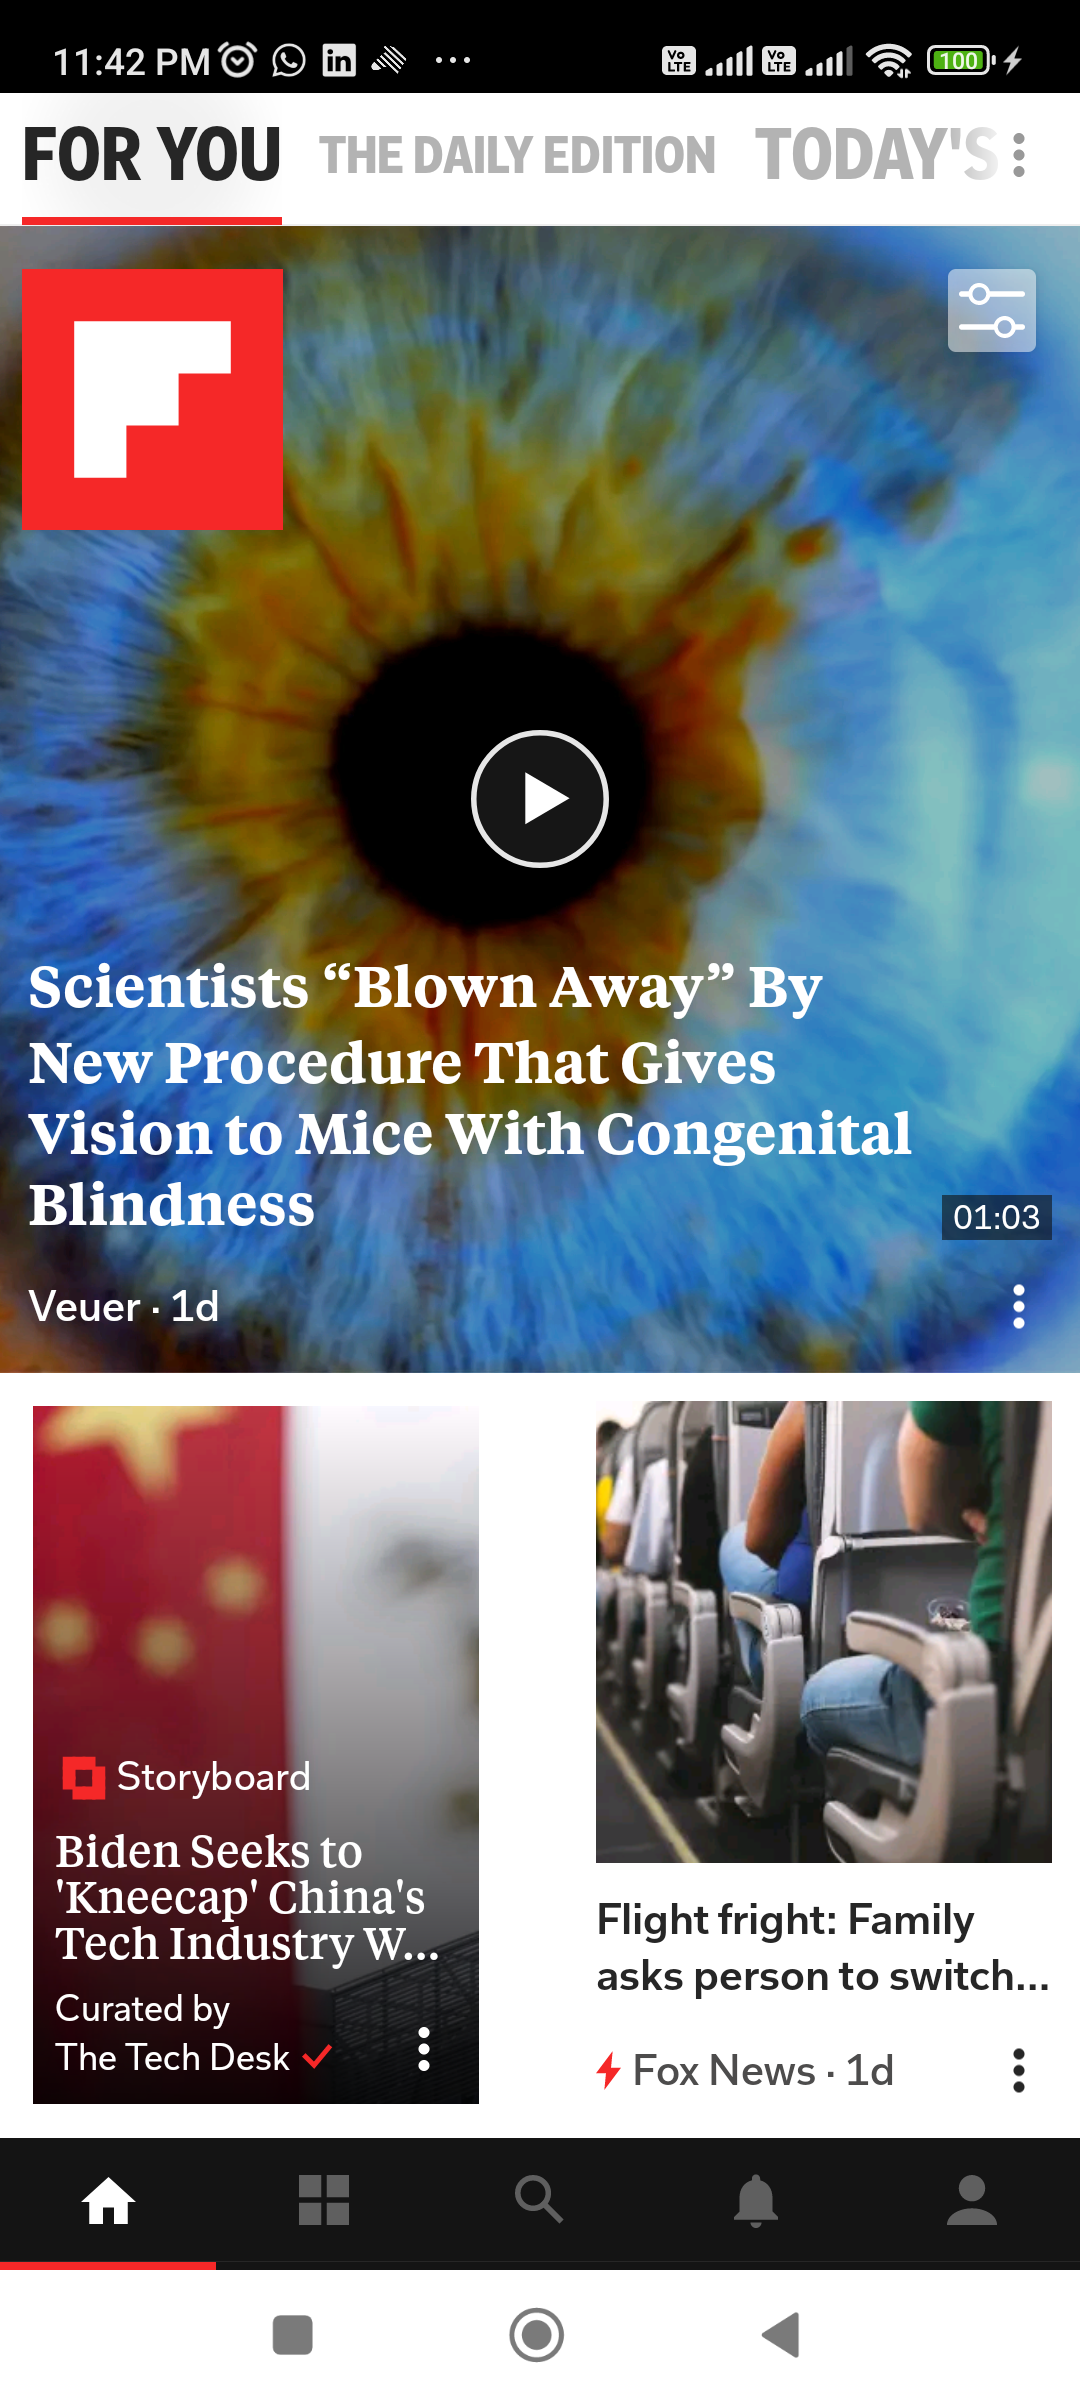 11:42 PM
Vo LTE
Vo LTE
100
FOR YOU
THE DAILY EDITION
TODAY'S
Scientists “Blown Away” By
New Procedure That Gives
Vision to Mice With Congenital
Blindness
01:03
Veuer · 1d
Storyboard
Biden Seeks to
'Kneecap' China's
Tech Industry W...
Curated by
The Tech Desk
Flight fright: Family
asks person to switch...
Fox News · 1d